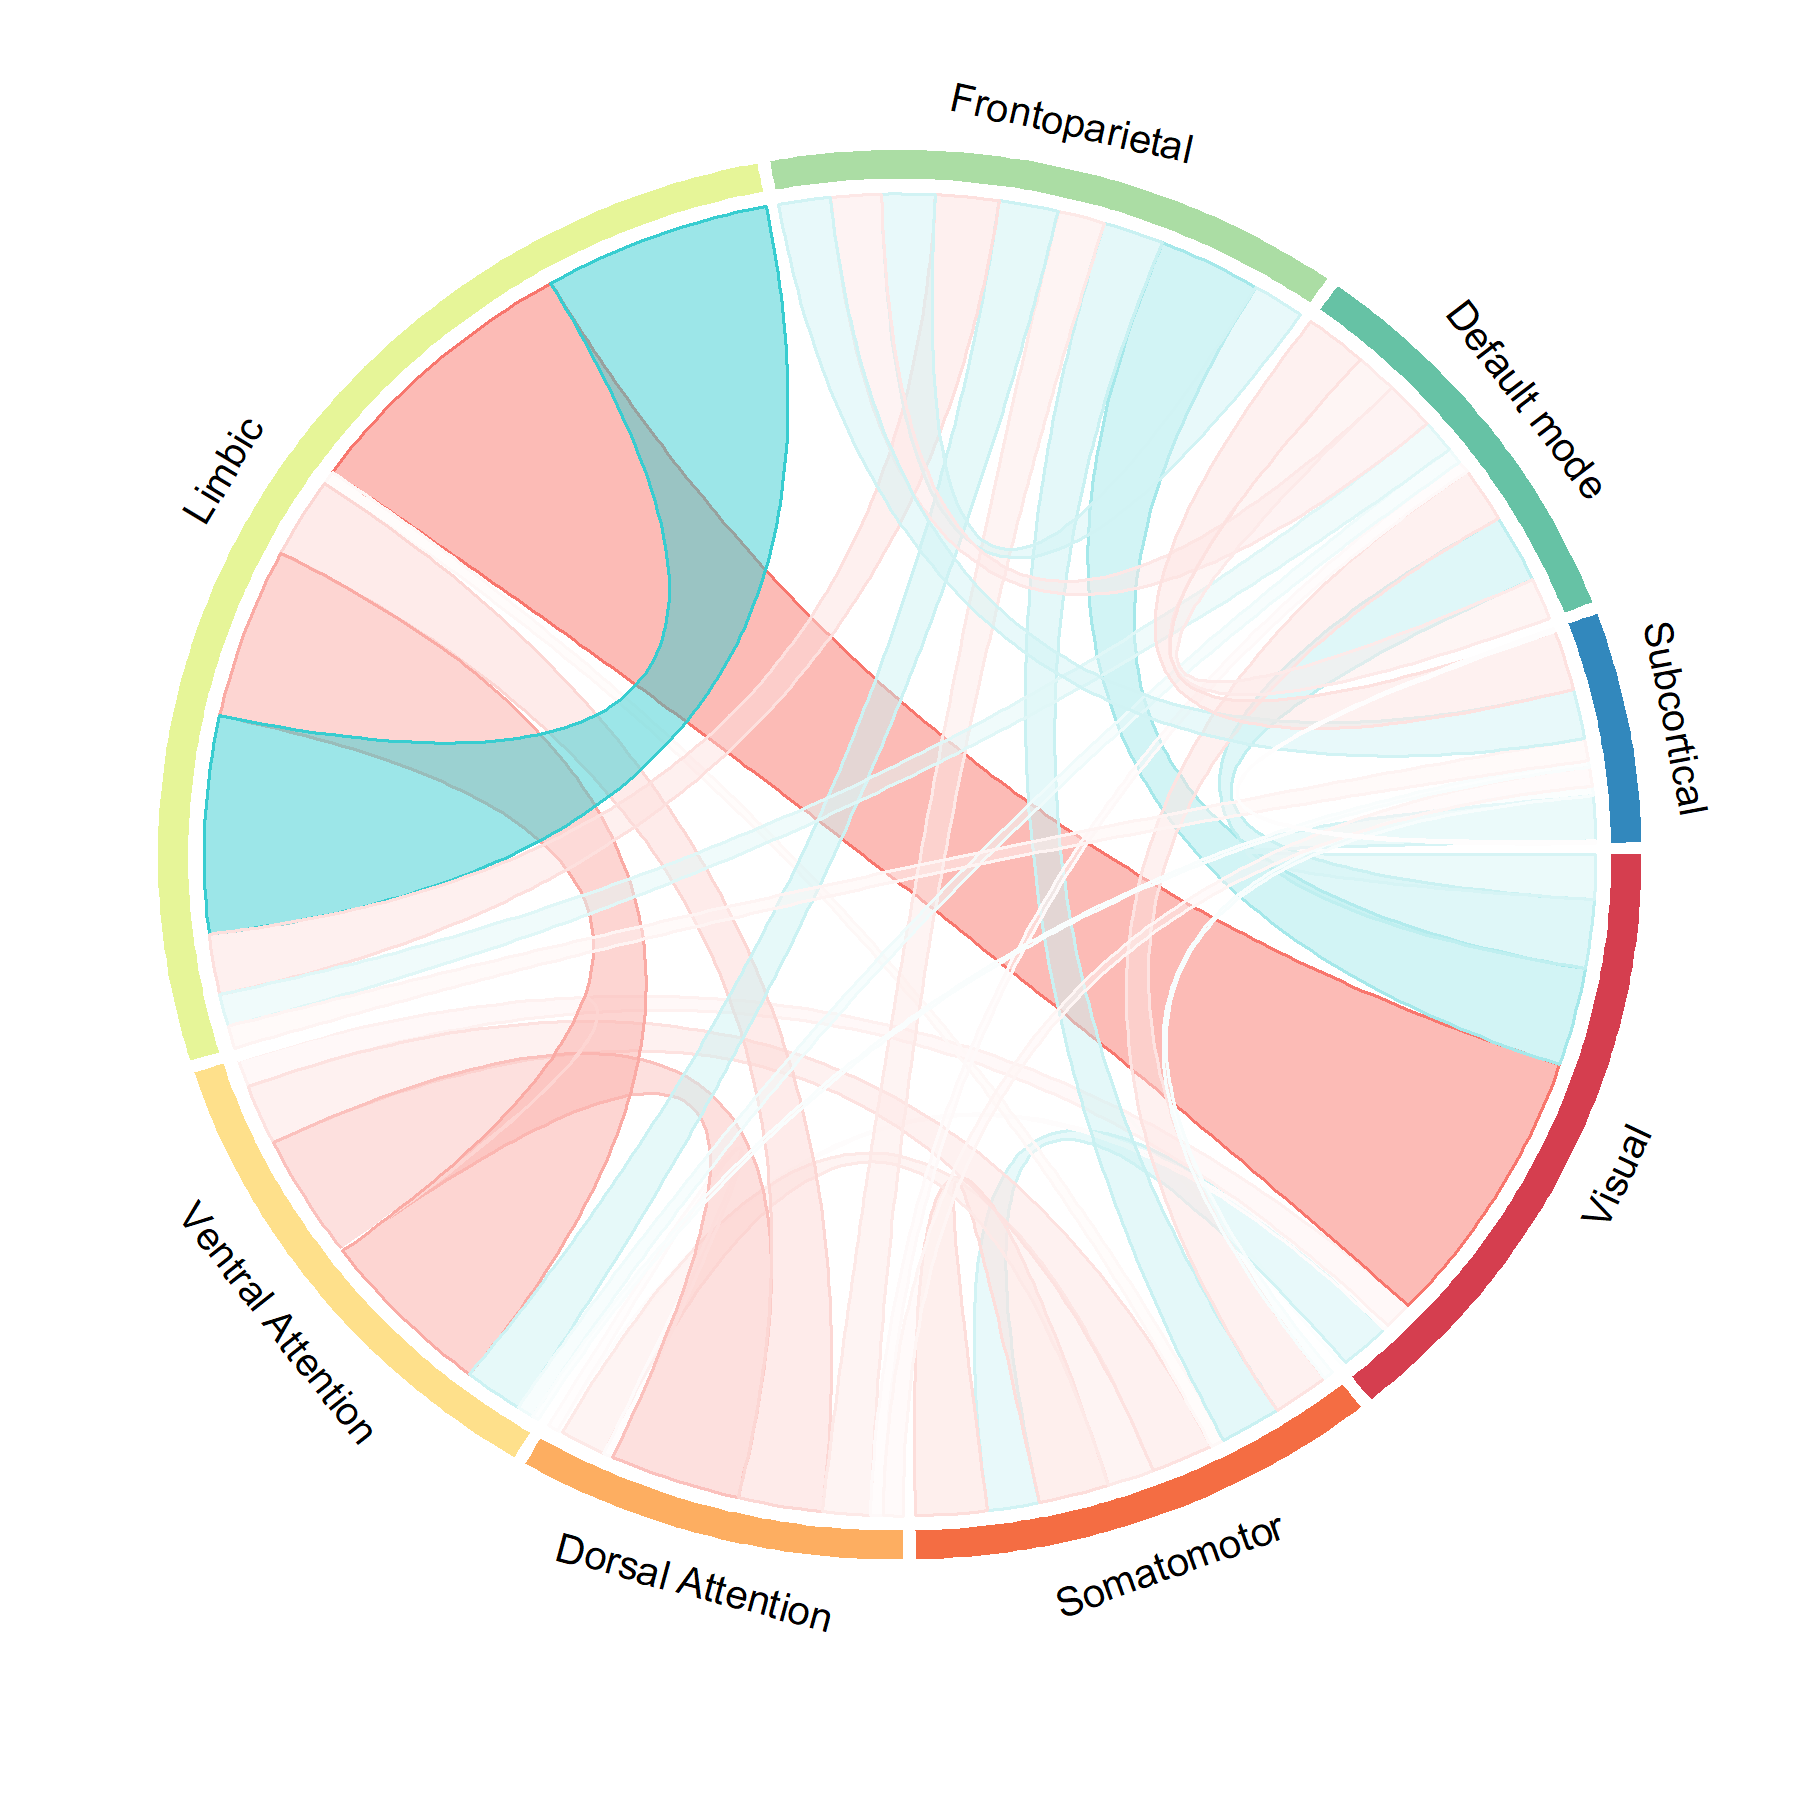 Frontoparietal
Default mode
Subcortical
Limbic
Visual
Ventral Attention
Dorsal Attention
Somatomotor